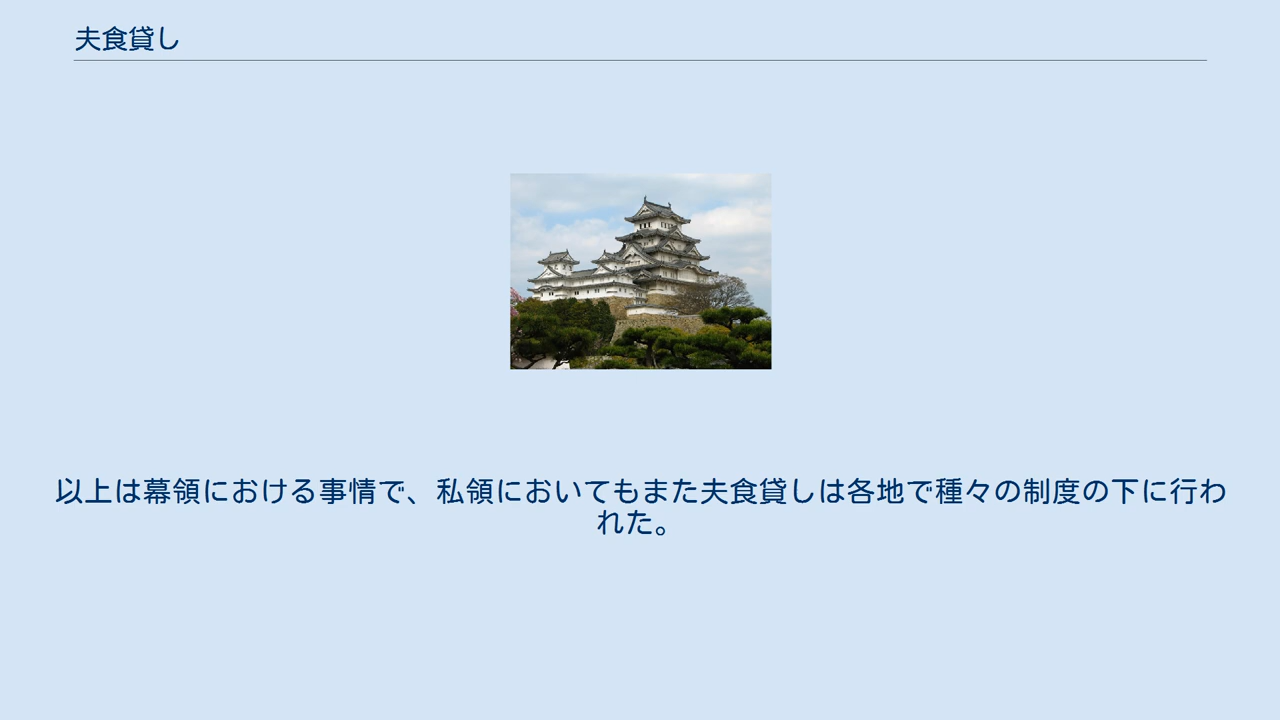 夫食貸し
以上は幕領における事情で、私領においてもまた夫食貸しは各地で種々の制度の下に行わ
れた。